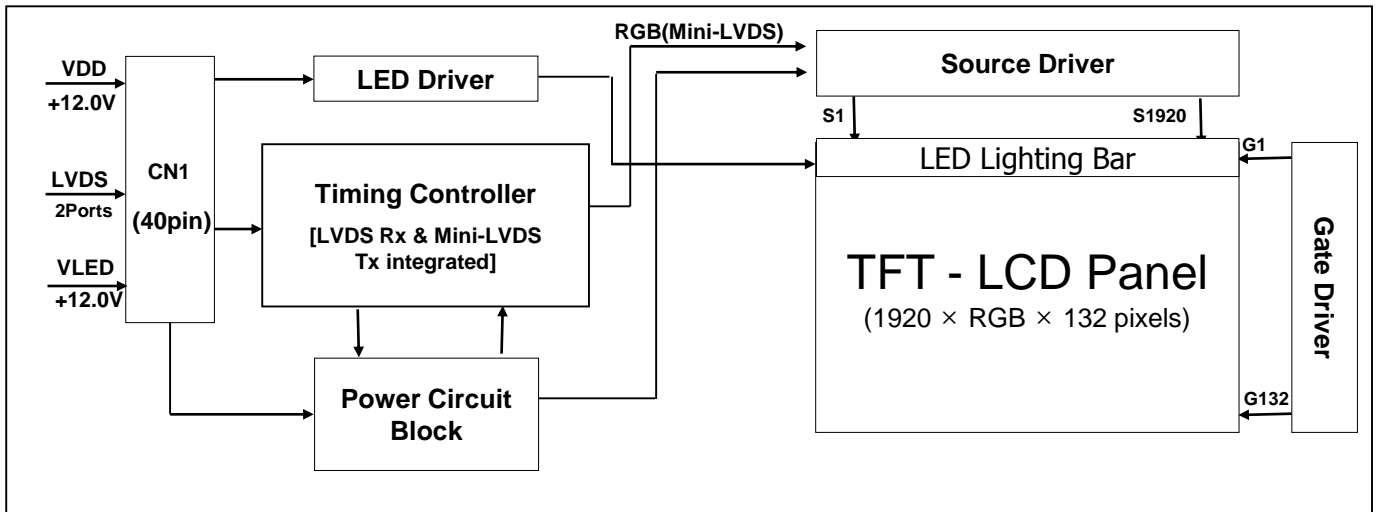 VDD
+12.0V
LVDS
2Ports
VLED
+12.0V
CN1
(40pin)
LED Driver
Timing Controller
[LVDS Rx & Mini-LVDS
Tx integrated]
Power Circuit
Block
RGB(Mini-LVDS)
Source Driver
S1
S1920
LED Lighting Bar
TFT - LCD Panel
(1920 × RGB × 132 pixels)
G1
Gate Driver
G132